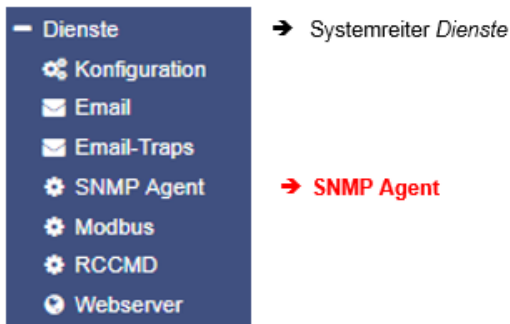 Dienste ➔ Systemreiter Dienste
Konfiguration
Email
Email-Traps
SNMP Agent ➔ SNMP Agent
Modbus
RCCMD
Webserver